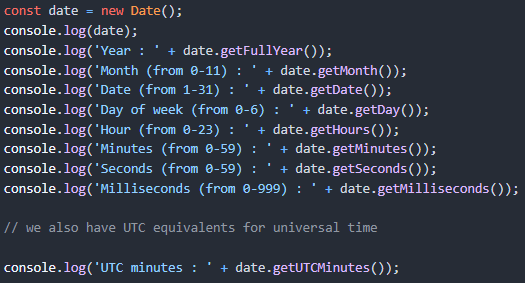 const date = new Date();
console.log(date);
console.log('Year : ' + date.getFullYear());
console.log('Month (from 0-11) : ' + date.getMonth());
console.log('Date (from 1-31) : ' + date.getDate());
console.log('Day of week (from 0-6) : ' + date.getDay());
console.log('Hour (from 0-23) : ' + date.getHours());
console.log('Minutes (from 0-59) : ' + date.getMinutes());
console.log('Seconds (from 0-59) : ' + date.getSeconds());
console.log('Milliseconds (from 0-999) : ' + date.getMilliseconds());
// we also have UTC equivalents for universal time
console.log('UTC minutes : ' + date.getUTCMinutes());